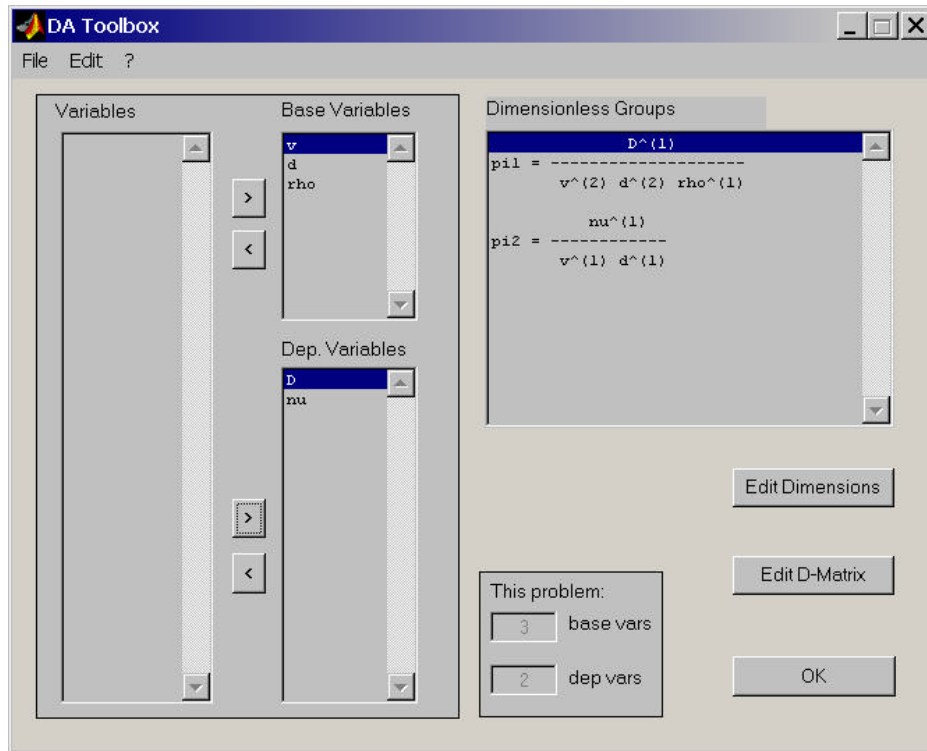 DA Toolbox
File Edit ?
Variables
Base Variables
v
d
rho
>
<
Dep. Variables
D
nu
>
<
Dimensionless Groups
D^(1)
pi1 = --------------------
v^(2) d^(2) rho^(1)
nu^(1)
pi2 = ------------
v^(1) d^(1)
Edit Dimensions
Edit D-Matrix
OK
This problem:
3 base vars
2 dep vars